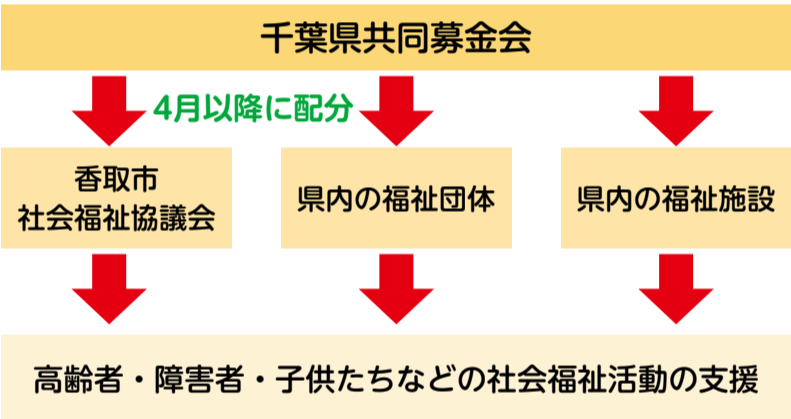 千葉県共同募金会
4月以降に配分
香取市
社会福祉協議会
県内の福祉団体
県内の福祉施設
高齢者・障害者・子供たちなどの社会福祉活動の支援